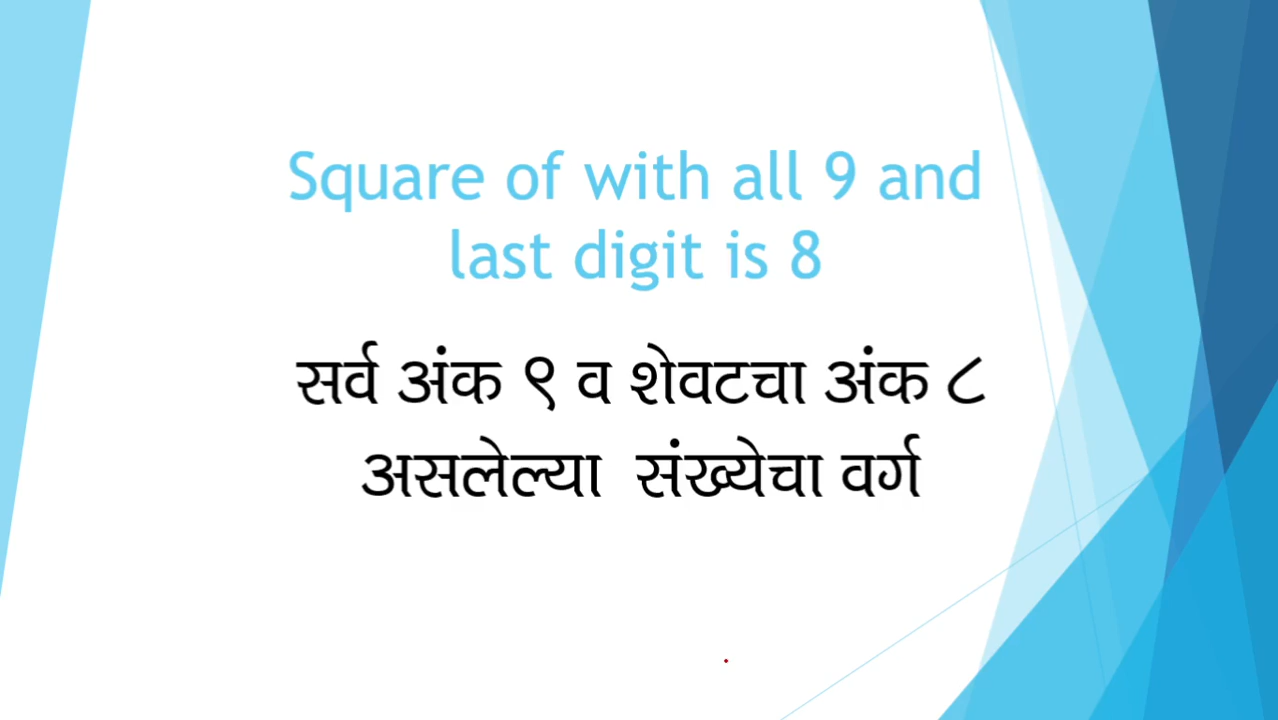 Square of with all 9 and
last digit is 8
सर्व अंक ९ व शेवटचा अंक ८
असलेल्या संख्येचा वर्ग